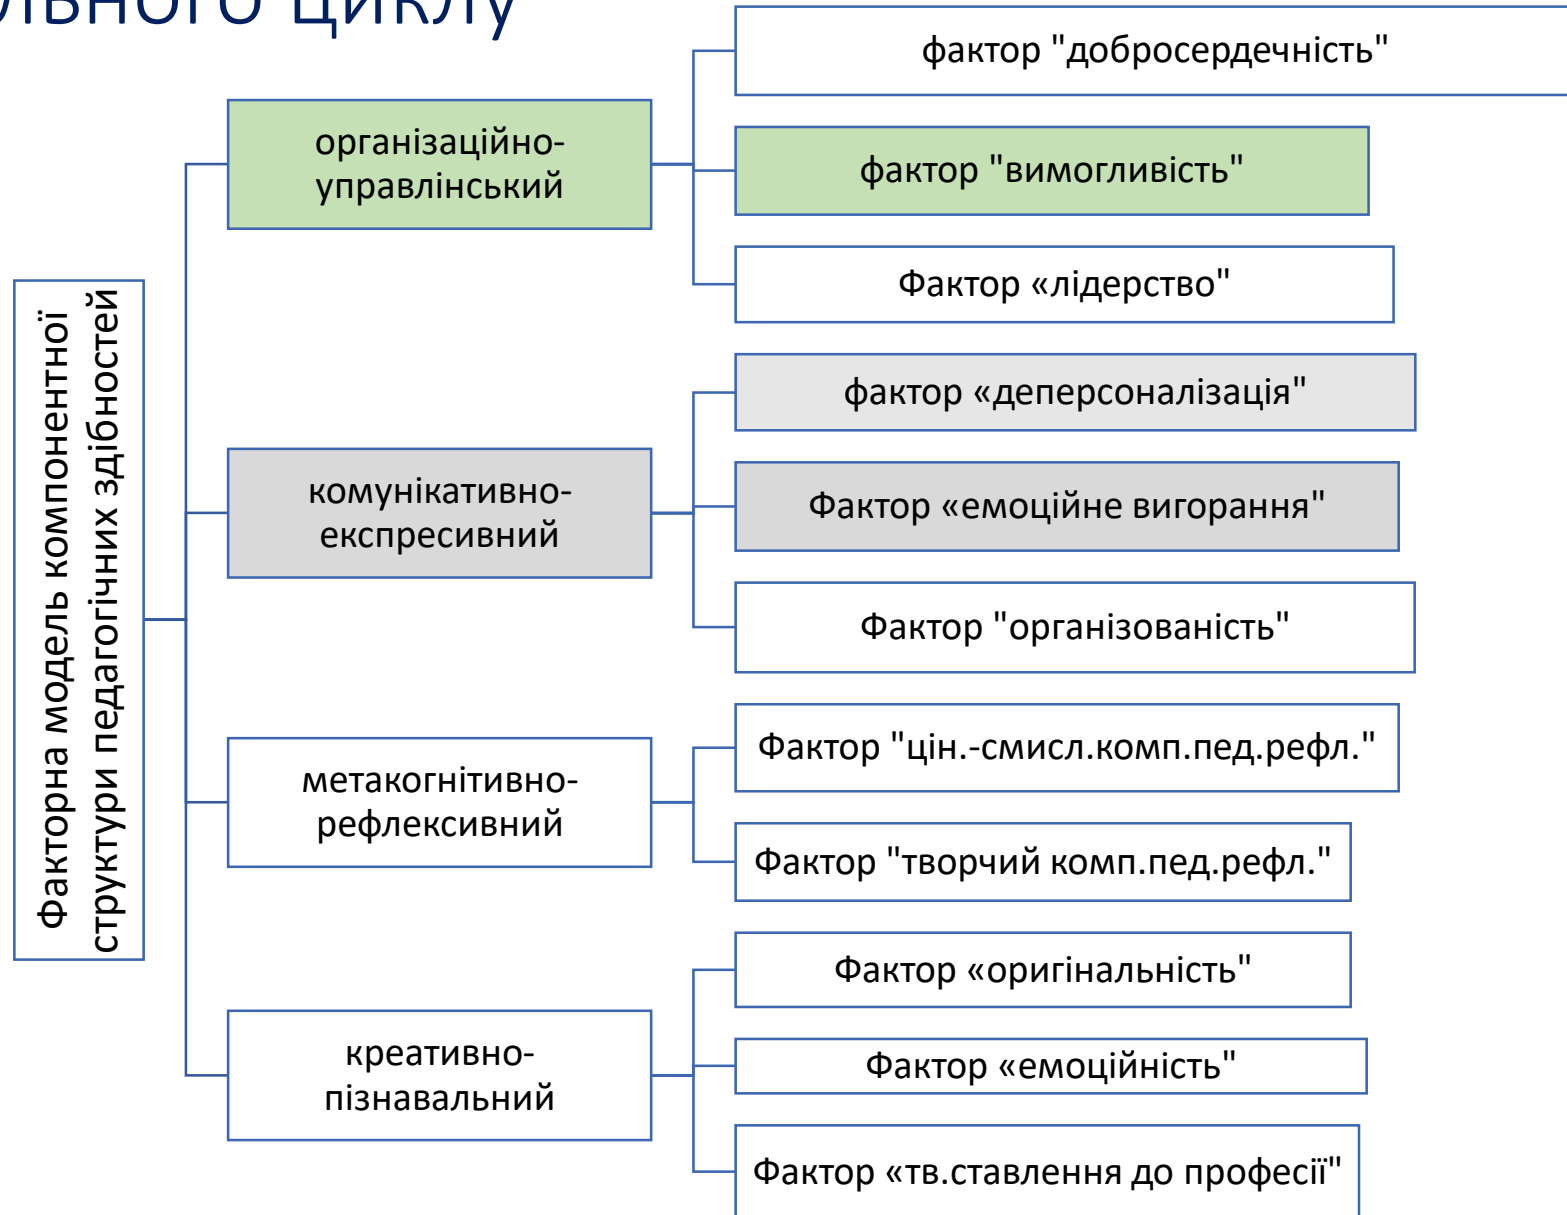 ольного циклу
фактор "добросердечність"
організаційно-
управлінський
фактор "вимогливість"
Фактор «лідерство"
Факторна модель компонентної
структури педагогічних здібностей
фактор «деперсоналізація"
комунікативно-
експресивний
Фактор «емоційне вигорання"
Фактор "організованість"
метакогнітивно-
рефлексивний
Фактор "цін.-смисл.комп.пед.рефл."
Фактор "творчий комп.пед.рефл."
Фактор «оригінальність"
креативно-
пізнавальний
Фактор «емоційність"
Фактор «тв.ставлення до професії"